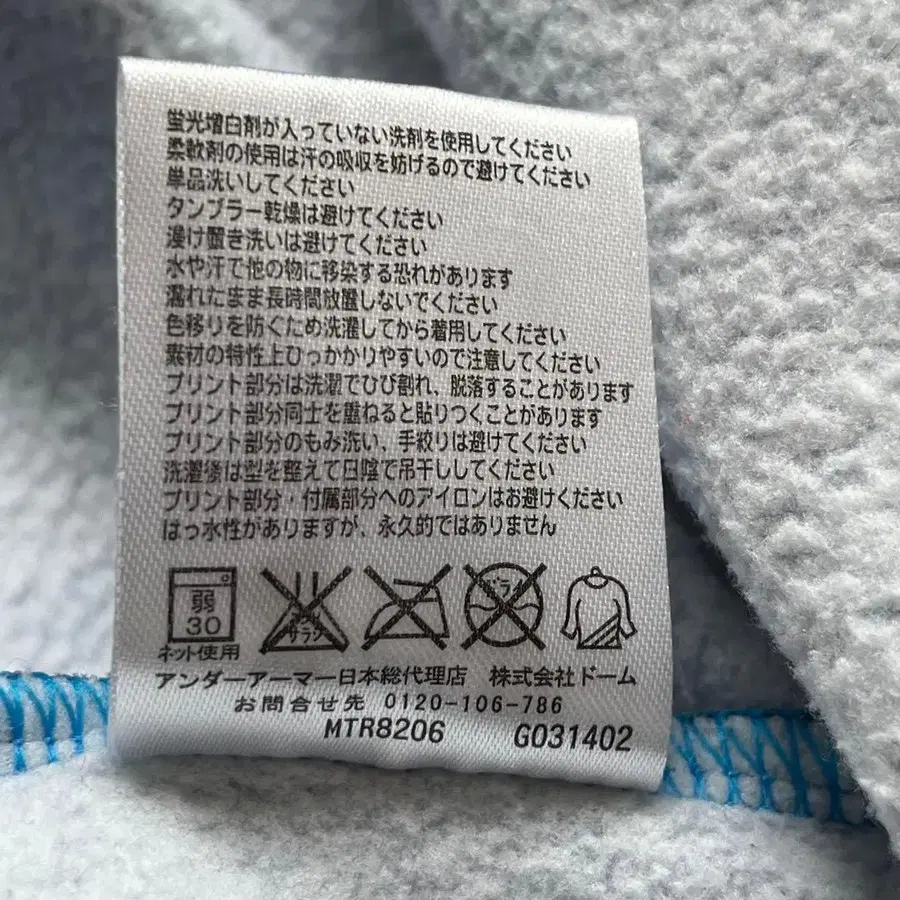 蛍光増白剤が入っていない洗剤を使用してください
柔軟剤の使用は汗の吸収を妨げるので避けてください
単品洗いしてください
タンブラー乾燥は避けてください
浸け置き洗いは避けてください
水や汗で他の物に移染する恐れがあります
濡れたまま長時間放置しないでください
色移りを防ぐため洗濯してから着用してください
素材の特性上ひっかかりやすいので注意してください
プリント部分は洗濯でひび割れ、脱落することがあります
プリント部分同士を重ねると貼りつくことがあります
プリント部分のもみ洗い、手絞りは避けてください
洗濯後は型を整えて日陰で吊干ししてください
プリント部分・付属部分へのアイロンはお避けください
はっ水性がありますが、永久的ではありません
弱
30
エンソ
サラシ
ドライ
ネット使用
アンダーアーマー日本総代理店 株式会社ドーム
お問合せ先 0120-106-786
MTR8206 G031402